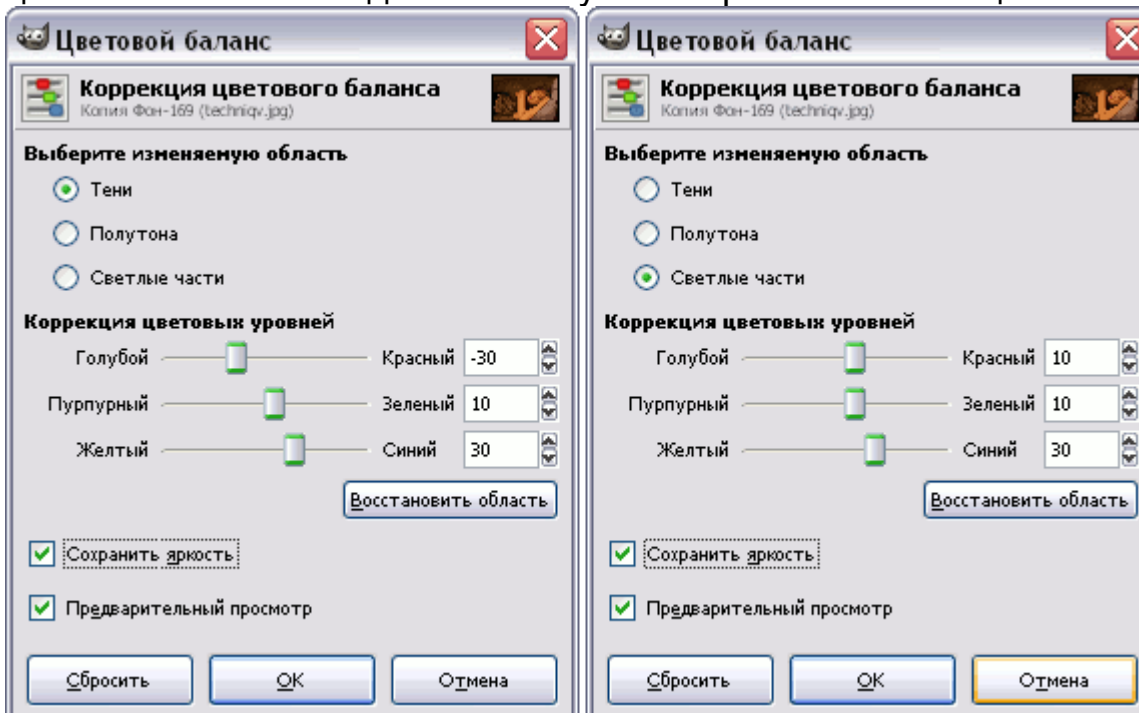 Цветовой баланс
Коррекция цветового баланса
Копия Фон-169 (techniqv.jpg)
Выберите изменяемую область
Тени
Полутона
Светлые части
Коррекция цветовых уровней
Голубой Красный -30
Пурпурный Зеленый 10
Желтый Синий 30
Восстановить область
Сохранить яркость
Предварительный просмотр
Сбросить OK Отмена
Цветовой баланс
Коррекция цветового баланса
Копия Фон-169 (techniqv.jpg)
Выберите изменяемую область
Тени
Полутона
Светлые части
Коррекция цветовых уровней
Голубой Красный 10
Пурпурный Зеленый 10
Желтый Синий 30
Восстановить область
Сохранить яркость
Предварительный просмотр
Сбросить OK Отмена